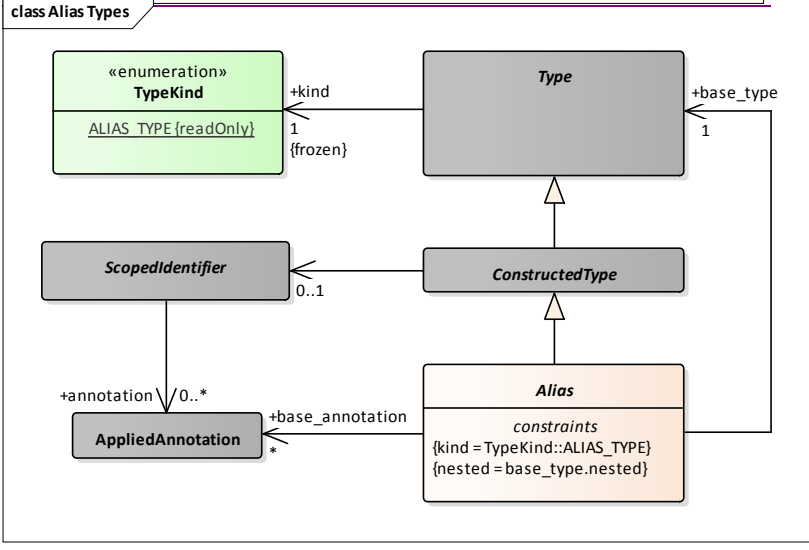 class Alias Types
«enumeration»
TypeKind
ALIAS_TYPE {readOnly}
+kind
1
{frozen}
Type
+base_type
1
ScopedIdentifier
0..1
ConstructedType
+annotation
0..*
AppliedAnnotation
+base_annotation
*
Alias
constraints
{kind = TypeKind::ALIAS_TYPE}
{nested = base_type.nested}